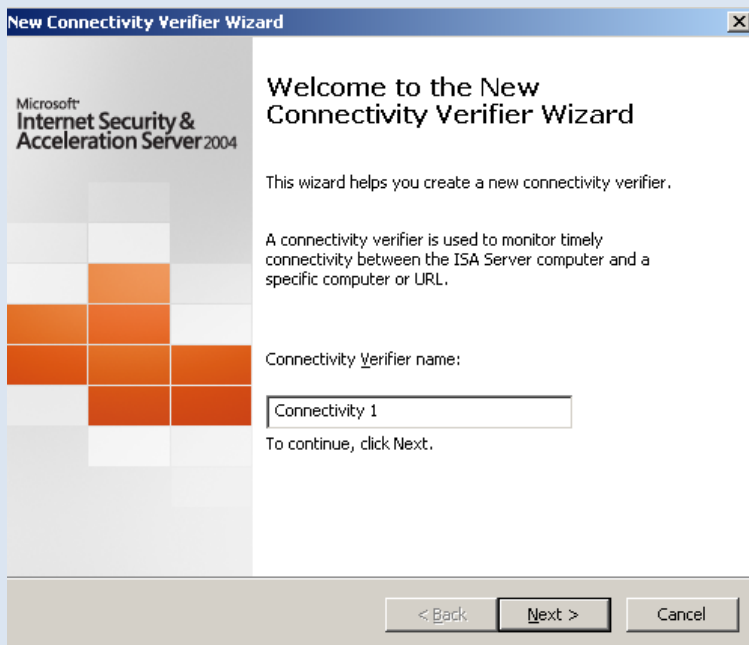 New Connectivity Verifier Wizard
Microsoft
Internet Security &
Acceleration Server 2004
Welcome to the New
Connectivity Verifier Wizard
This wizard helps you create a new connectivity verifier.
A connectivity verifier is used to monitor timely
connectivity between the ISA Server computer and a
specific computer or URL.
Connectivity Verifier name:
Connectivity 1
To continue, click Next.
< Back
Next >
Cancel